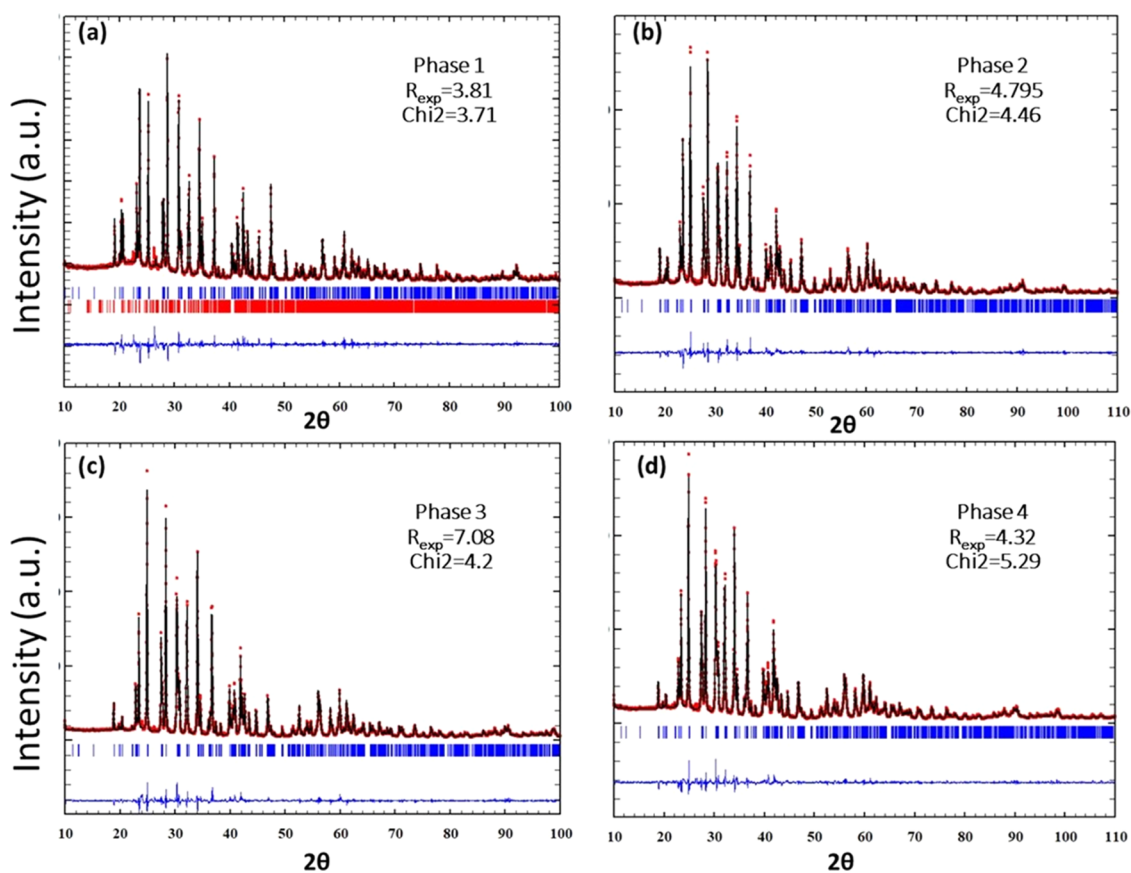 (a)
Phase 1
Rexp=3.81
Chi2=3.71
Intensity (a.u.)
10 20 30 40 50 60 70 80 90 100
2θ
(b)
Phase 2
Rexp=4.795
Chi2=4.46
10 20 30 40 50 60 70 80 90 100 110
2θ
(c)
Phase 3
Rexp=7.08
Chi2=4.2
Intensity (a.u.)
10 20 30 40 50 60 70 80 90 100
2θ
(d)
Phase 4
Rexp=4.32
Chi2=5.29
10 20 30 40 50 60 70 80 90 100 110
2θ